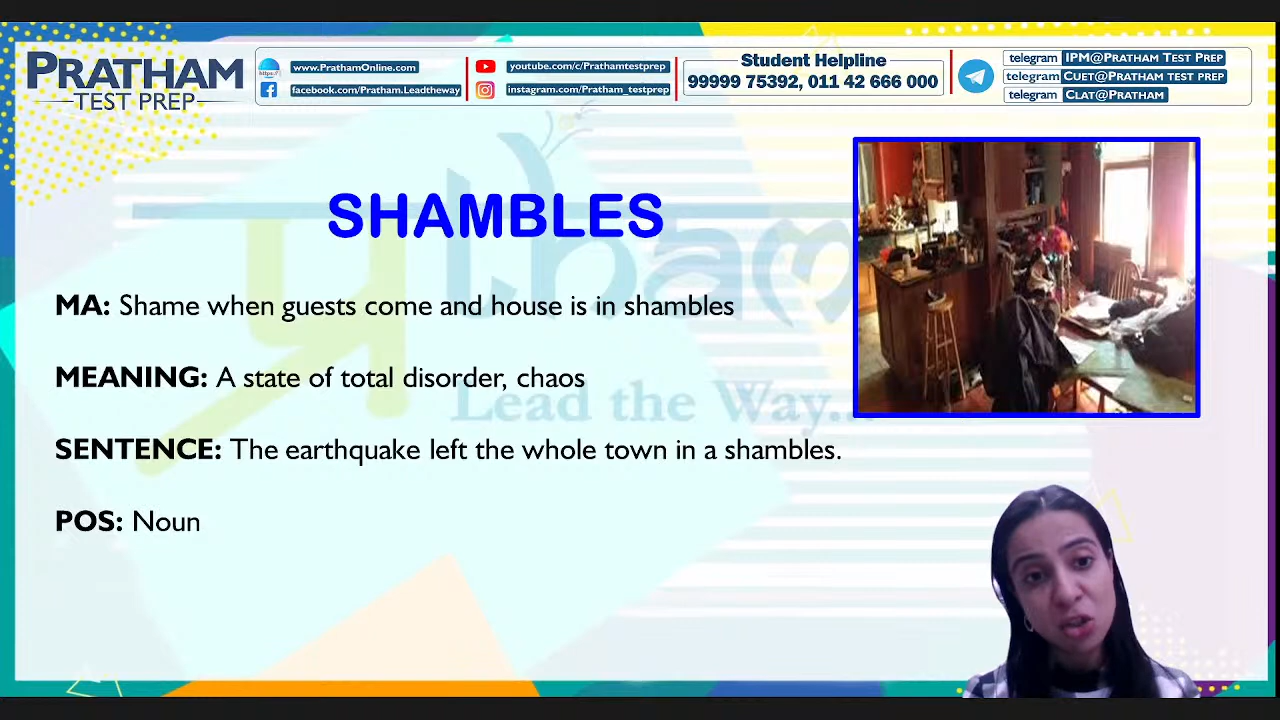 PRATHAM
TEST PREP
https://
www.PrathamOnline.com
facebook.com/Pratham.Leadtheway
youtube.com/c/Prathamtestprep
instagram.com/Pratham_testprep
Student Helpline
99999 75392, 011 42 666 000
telegram IPM@PRATHAM TEST PREP
telegram CUET@PRATHAM TEST PREP
telegram CLAT@PRATHAM
SHAMBLES
MA: Shame when guests come and house is in shambles
MEANING: A state of total disorder, chaos
Lead the Way...
SENTENCE: The earthquake left the whole town in a shambles.
POS: Noun